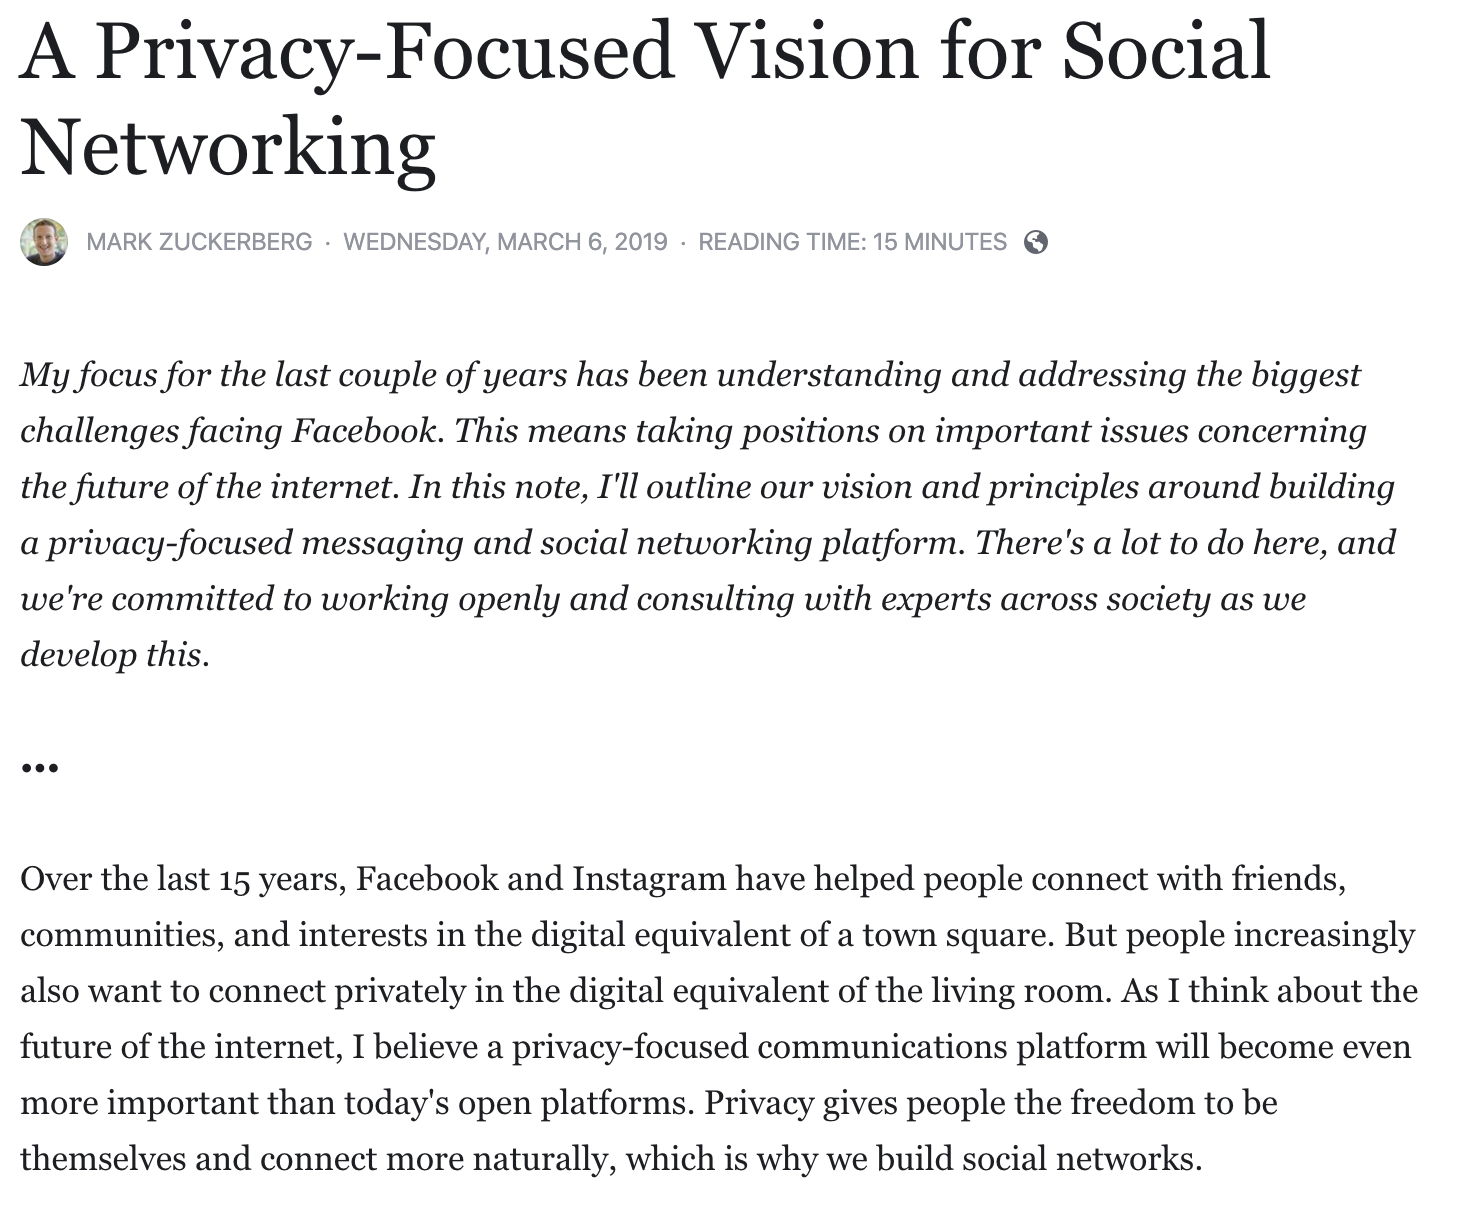 A Privacy-Focused Vision for Social
Networking
MARK ZUCKERBERG · WEDNESDAY, MARCH 6, 2019 · READING TIME: 15 MINUTES
My focus for the last couple of years has been understanding and addressing the biggest
challenges facing Facebook. This means taking positions on important issues concerning
the future of the internet. In this note, I'll outline our vision and principles around building
a privacy-focused messaging and social networking platform. There's a lot to do here, and
we're committed to working openly and consulting with experts across society as we
develop this.
...
Over the last 15 years, Facebook and Instagram have helped people connect with friends,
communities, and interests in the digital equivalent of a town square. But people increasingly
also want to connect privately in the digital equivalent of the living room. As I think about the
future of the internet, I believe a privacy-focused communications platform will become even
more important than today's open platforms. Privacy gives people the freedom to be
themselves and connect more naturally, which is why we build social networks.